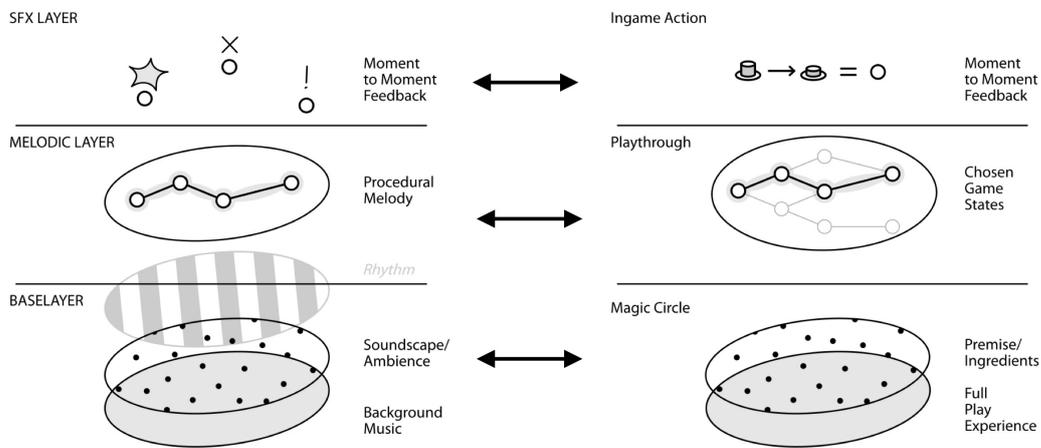 SFX LAYER
Moment
to Moment
Feedback
Ingame Action
Moment
to Moment
Feedback
MELODIC LAYER
Procedural
Melody
Playthrough
Chosen
Game
States
Rhythm
BASELAYER
Soundscape/
Ambience
Background
Music
Magic Circle
Premise/
Ingredients
Full
Play
Experience